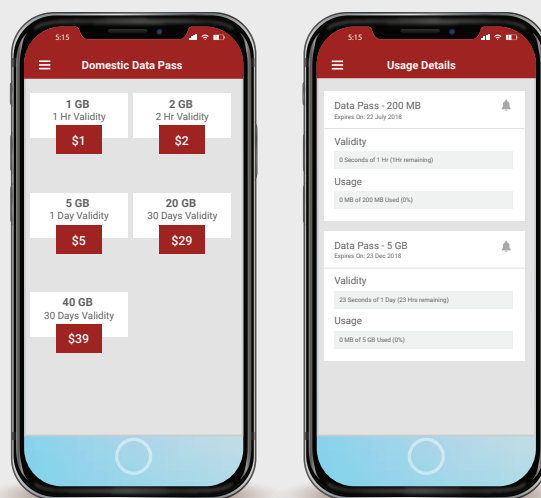 5:15
Domestic Data Pass
1 GB
1 Hr Validity
$1
2 GB
2 Hr Validity
$2
5 GB
1 Day Validity
$5
20 GB
30 Days Validity
$29
40 GB
30 Days Validity
$39
5:15
Usage Details
Data Pass - 200 MB
Expires On: 22 July 2018
Validity
0 Seconds of 1 Hr (1Hr remaining)
Usage
0 MB of 200 MB Used (0%)
Data Pass - 5 GB
Expires On: 23 Dec 2018
Validity
23 Seconds of 1 Day (23 Hrs remaining)
Usage
0 MB of 5 GB Used (0%)